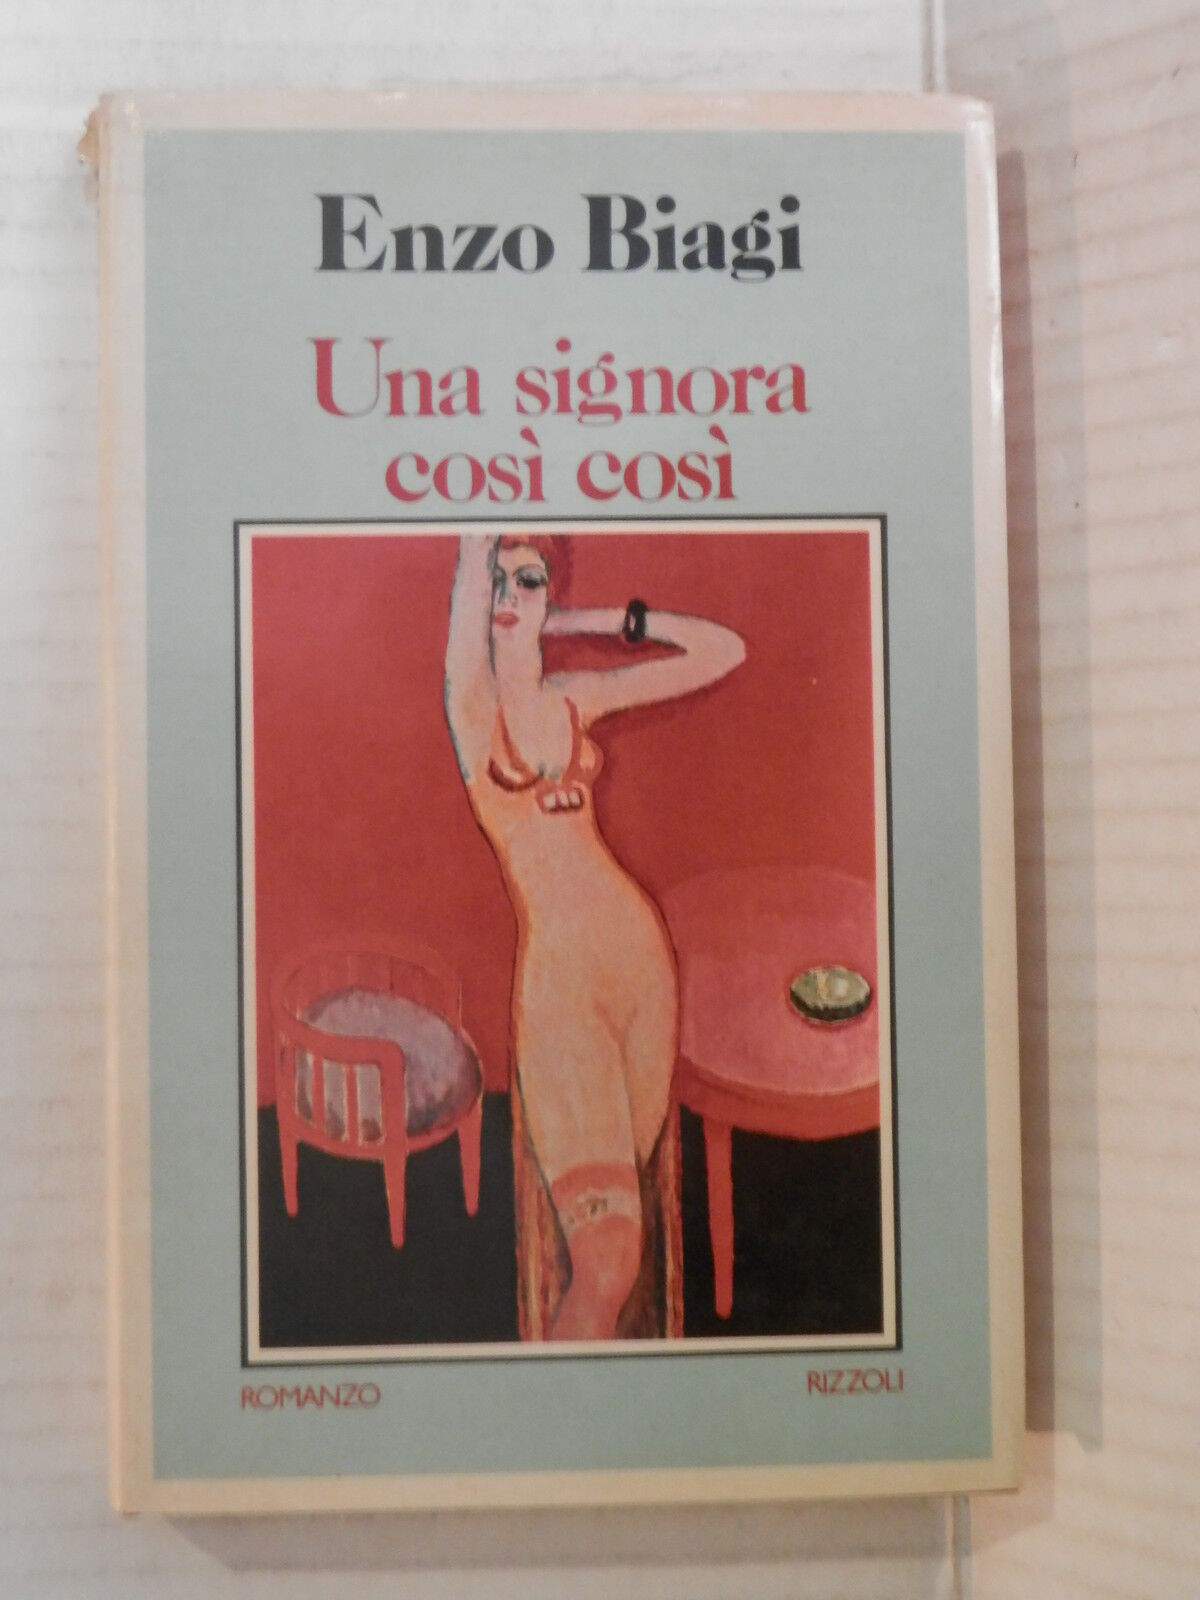 Enzo Biagi
Una signora
così così
ROMANZO
RIZZOLI